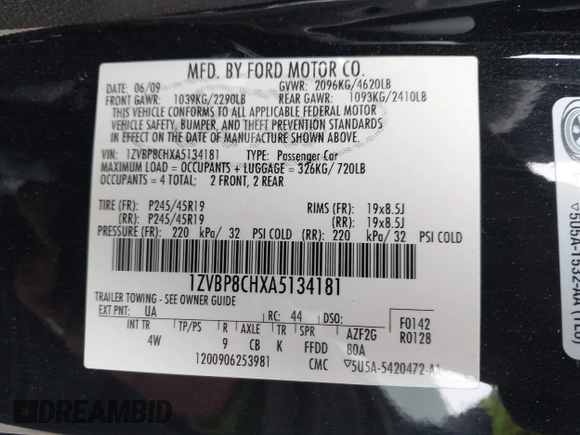 MFD. BY FORD MOTOR CO.
DATE: 06/09 GVWR: 2096KG/4620LB
FRONT GAWR: 1039KG/2290LB REAR GAWR: 1093KG/2410LB
THIS VEHICLE CONFORMS TO ALL APPLICABLE FEDERAL MOTOR
VEHICLE SAFETY, BUMPER, AND THEFT PREVENTION STANDARDS
IN EFFECT ON THE DATE OF MANUFACTURE SHOWN ABOVE.
VIN: 1ZVBP8CHXA5134181 TYPE: Passenger Car
MAXIMUM LOAD = OCCUPANTS + LUGGAGE = 326KG/720LB
OCCUPANTS = 4 TOTAL; 2 FRONT, 2 REAR
TIRE (FR): P245/45R19 RIMS (FR): 19x8.5J
(RR): P245/45R19 (RR): 19x8.5J
PRESSURE (FR): 220 kPa/ 32 PSI COLD (RR): 220 kPa/ 32 PSI COLD
1ZVBP8CHXA5134181
TRAILER TOWING - SEE OWNER GUIDE
EXT PNT: UA RC: 44 DSO: F0142
INT TR TP/PS R AXLE TR SPR AZF2G R0128
4W 9 CB K FFDD 80A
1200906253981 CMC ▽5U5A-5420472-AA
▽5U5A-1532-AA (TLO)
DREAMBID